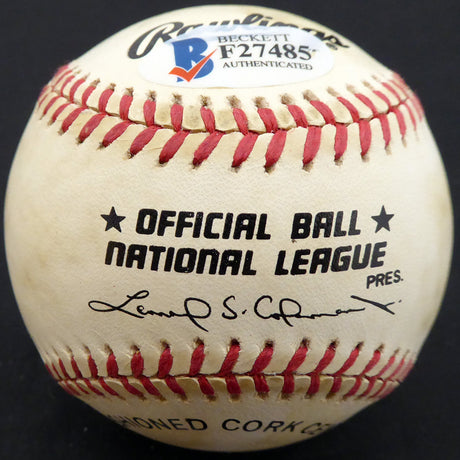 Rawlings
BECKETT
F27485
AUTHENTICATED
★ OFFICIAL BALL ★
NATIONAL LEAGUE
PRES.
Leonard S. Coleman Jr.
CORK